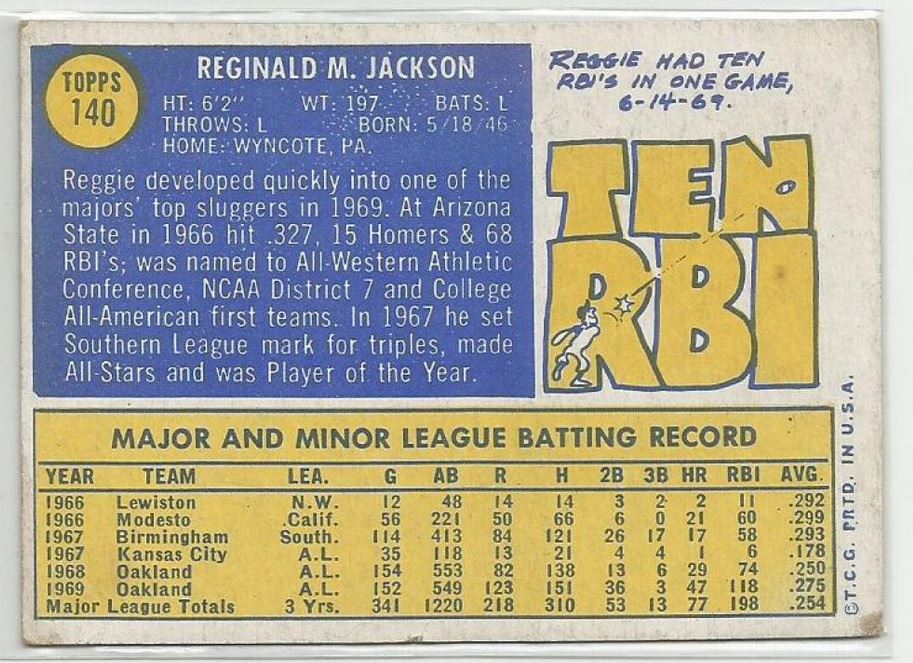 TOPPS
140
REGINALD M. JACKSON
HT: 6'2" WT: 197 BATS: L
THROWS: L BORN: 5/18/46
HOME: WYNCOTE, PA.
Reggie developed quickly into one of the
majors' top sluggers in 1969. At Arizona
State in 1966 hit .327, 15 Homers & 68
RBI's; was named to All-Western Athletic
Conference, NCAA District 7 and College
All-American first teams. In 1967 he set
Southern League mark for triples, made
All-Stars and was Player of the Year.
REGGIE HAD TEN
RBI'S IN ONE GAME,
6-14-69.
TEN
RBI
MAJOR AND MINOR LEAGUE BATTING RECORD
YEAR TEAM LEA. G AB R H 2B 3B HR RBI AVG.
1966 Lewiston N.W. 12 48 14 14 3 2 2 11 .292
1966 Modesto Calif. 56 221 50 66 6 0 21 60 .299
1967 Birmingham South. 114 413 84 121 26 17 17 58 .293
1967 Kansas City A.L. 35 118 13 21 4 4 1 6 .178
1968 Oakland A.L. 154 553 82 138 13 6 29 74 .250
1969 Oakland A.L. 152 549 123 151 36 3 47 118 .275
Major League Totals 3 Yrs. 341 1220 218 310 53 13 77 198 .254
©T.C.G. PRTD. IN U.S.A.